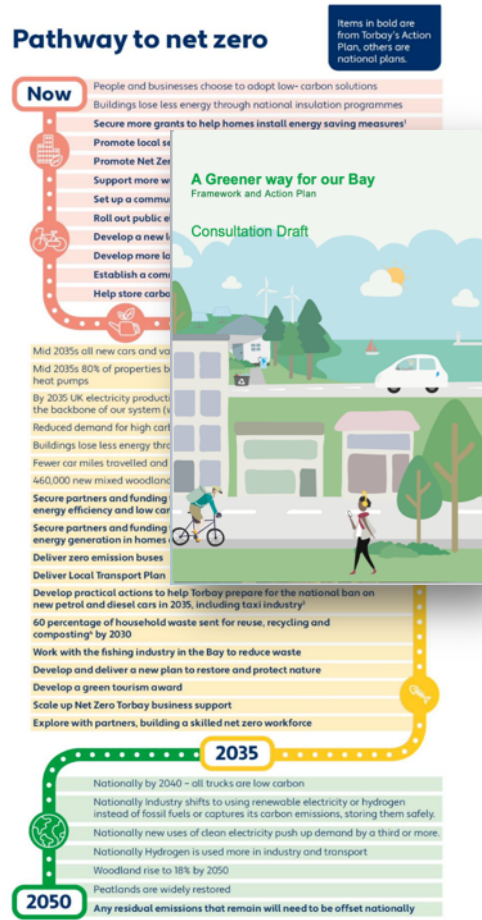 Pathway to net zero
Items in bold are
from Torbay's Action
Plan, others are
national plans.
Now
People and businesses choose to adopt low- carbon solutions
Buildings lose less energy through national insulation programmes
Secure more grants to help homes install energy saving measures¹
Promote local se
Promote Net Zer
Support more w
Set up a commu
Roll out public e
Develop a new l
Develop more lo
Establish a comm
Help store carbo
A Greener way for our Bay
Framework and Action Plan
Consultation Draft
Mid 2035s all new cars and va
Mid 2035s 80% of properties b
heat pumps
By 2035 UK electricity producti
the backbone of our system (w
Reduced demand for high carb
Buildings lose less energy thro
Fewer car miles travelled and
460,000 new mixed woodland
Secure partners and funding
energy efficiency and low car
Secure partners and funding
energy generation in homes
Deliver zero emission buses
Deliver Local Transport Plan
Develop practical actions to help Torbay prepare for the national ban on
new petrol and diesel cars in 2035, including taxi industry⁵
60 percentage of household waste sent for reuse, recycling and
composting⁶ by 2030
Work with the fishing industry in the Bay to reduce waste
Develop and deliver a new plan to restore and protect nature
Develop a green tourism award
Scale up Net Zero Torbay business support
Explore with partners, building a skilled net zero workforce
2035
Nationally by 2040 – all trucks are low carbon
Nationally Industry shifts to using renewable electricity or hydrogen
instead of fossil fuels or captures its carbon emissions, storing them safely.
Nationally new uses of clean electricity push up demand by a third or more.
Nationally Hydrogen is used more in industry and transport
Woodland rise to 18% by 2050
Peatlands are widely restored
2050
Any residual emissions that remain will need to be offset nationally